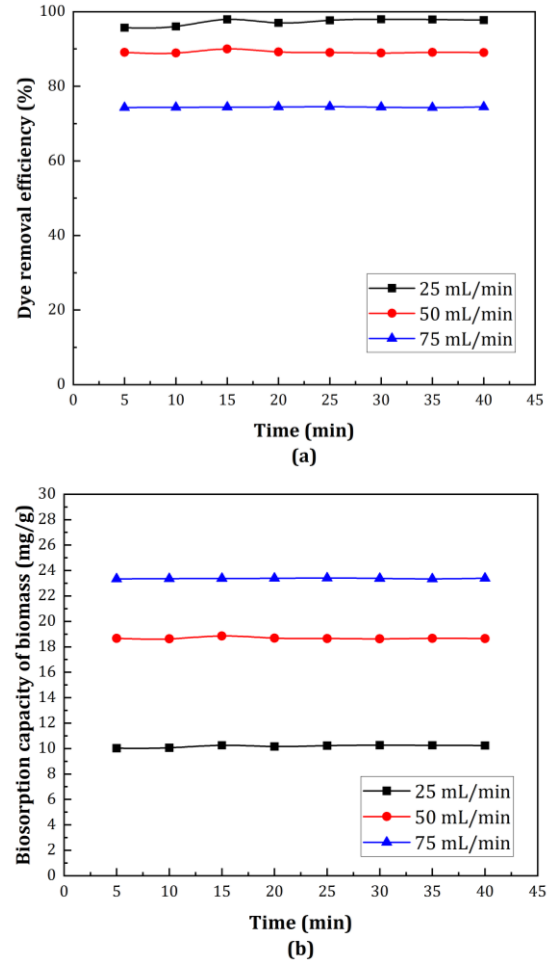 100
80
60
40
20
0
Dye removal efficiency (%)
25 mL/min
50 mL/min
75 mL/min
0 5 10 15 20 25 30 35 40 45
Time (min)
(a)
30
28
26
24
22
20
18
16
14
12
10
8
6
4
2
0
Biosorption capacity of biomass (mg/g)
25 mL/min
50 mL/min
75 mL/min
0 5 10 15 20 25 30 35 40 45
Time (min)
(b)